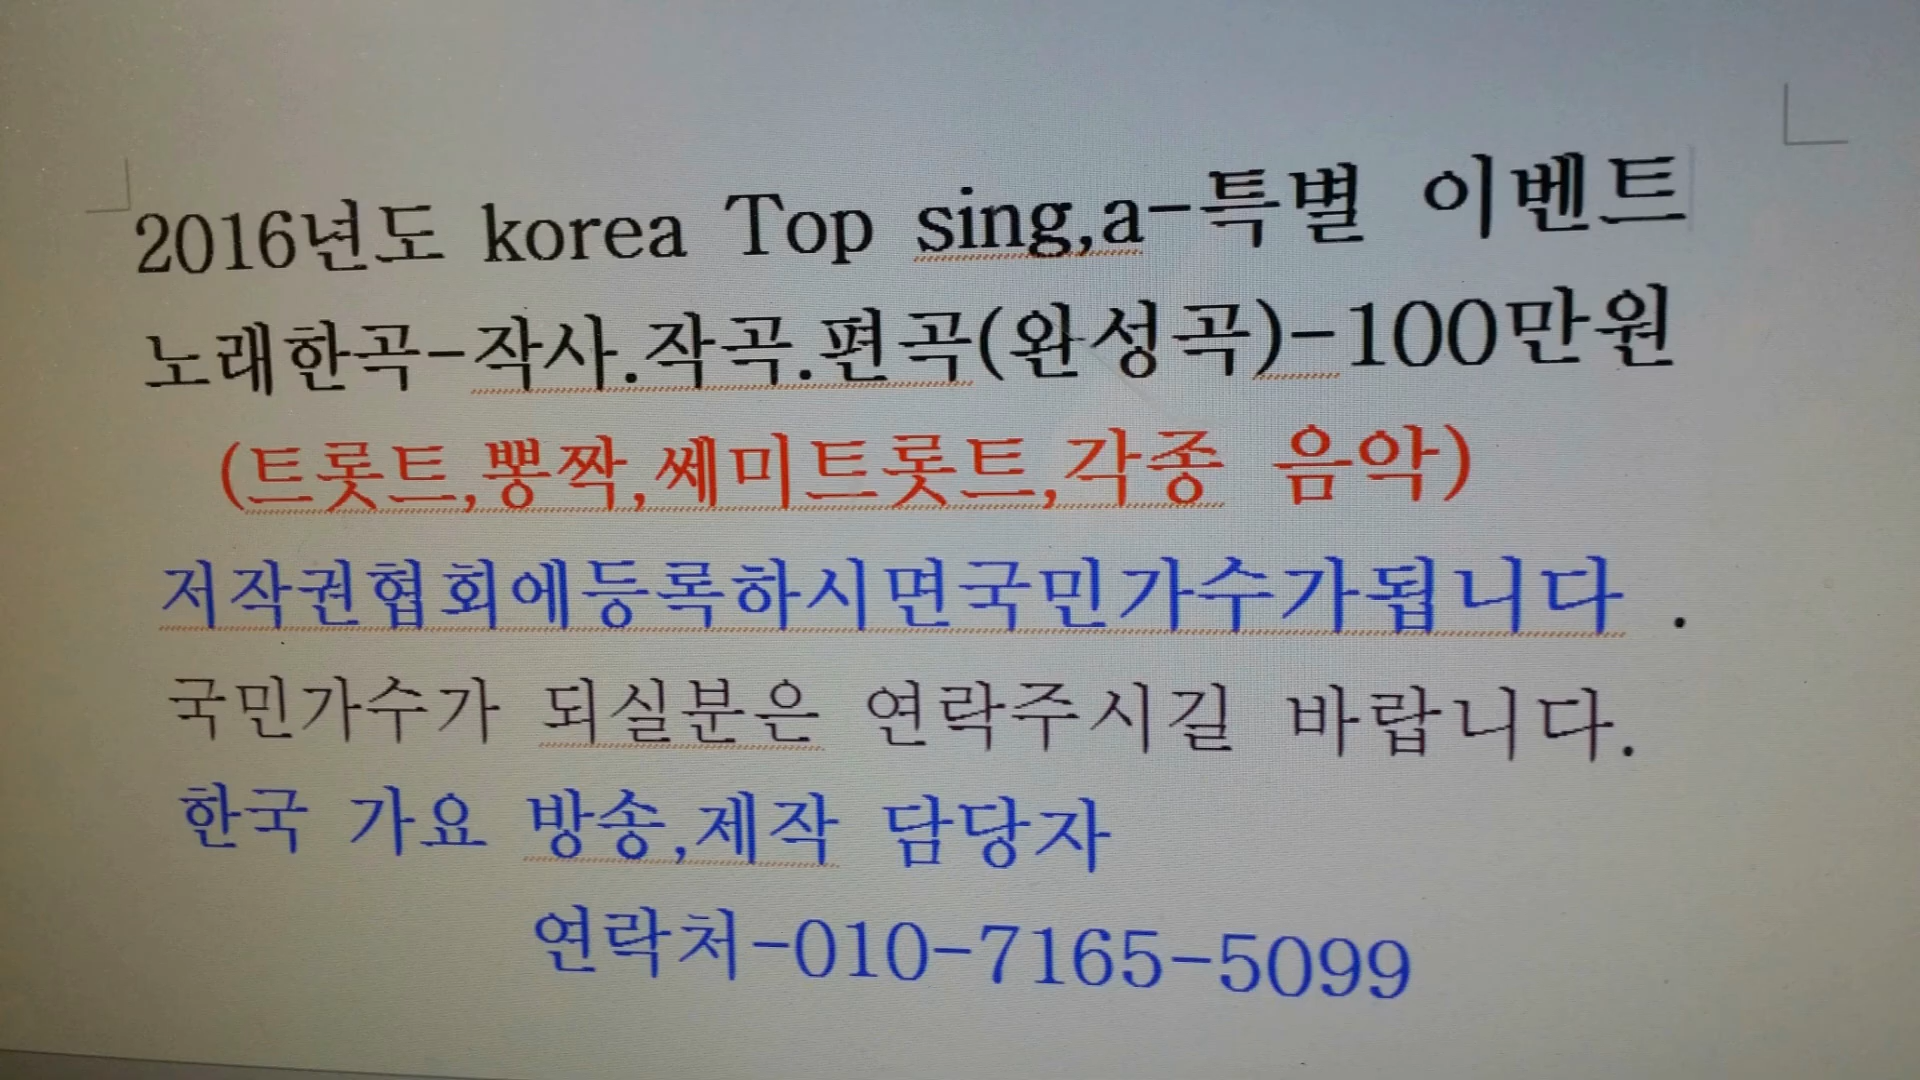 2016년도 korea Top sing,a-특별 이벤트
노래한곡-작사.작곡.편곡(완성곡)-100만원
(트롯트,뽕짝,쎄미트롯트,각종 음악)
저작권협회에등록하시면국민가수가됩니다 .
국민가수가 되실분은 연락주시길 바랍니다.
한국 가요 방송,제작 담당자
연락처-010-7165-5099